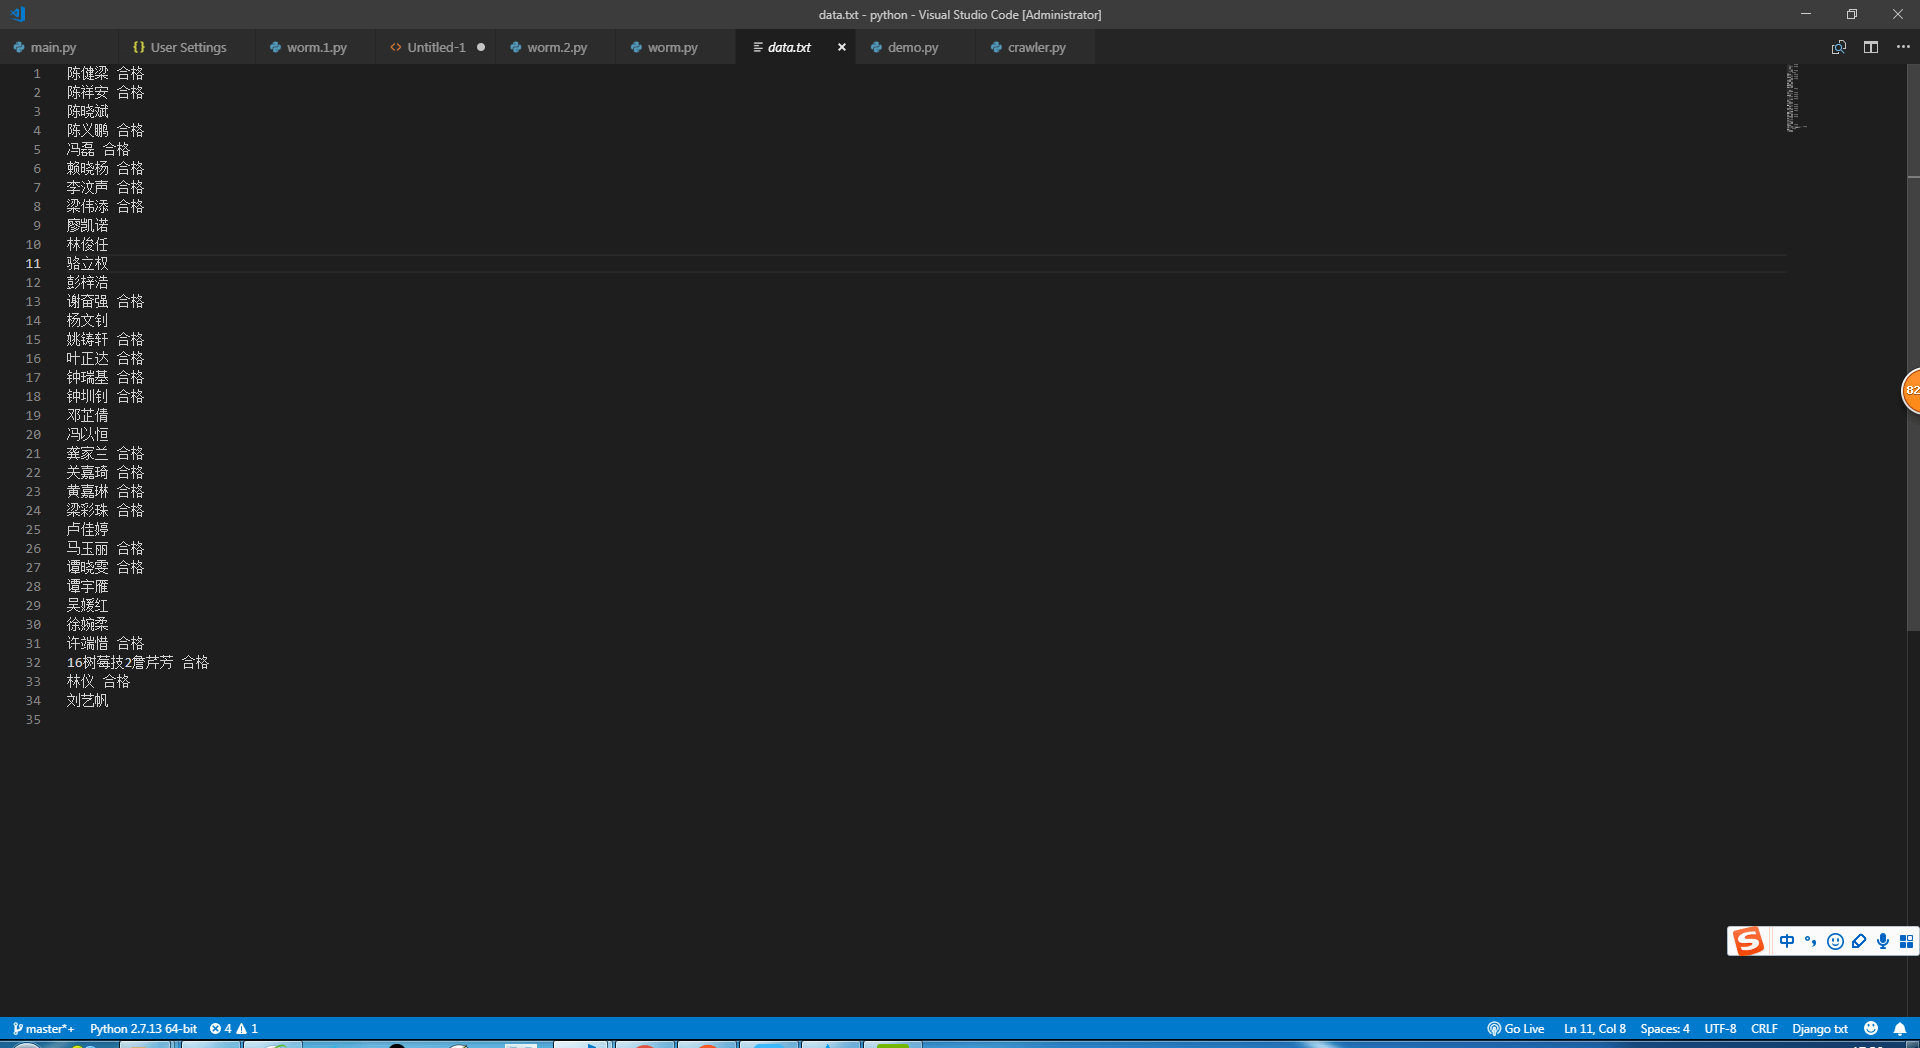 data.txt - python - Visual Studio Code [Administrator]
main.py
User Settings
worm.1.py
Untitled-1
worm.2.py
worm.py
data.txt
demo.py
crawler.py
1 陈健梁 合格
2 陈祥安 合格
3 陈晓斌
4 陈义鹏 合格
5 冯磊 合格
6 赖晓杨 合格
7 李汶声 合格
8 梁伟添 合格
9 廖凯诺
10 林俊任
11 骆立权
12 彭梓浩
13 谢奋强 合格
14 杨文钊
15 姚铸轩 合格
16 叶正达 合格
17 钟瑞基 合格
18 钟圳钊 合格
19 邓芷倩
20 冯以恒
21 龚家兰 合格
22 关嘉琦 合格
23 黄嘉琳 合格
24 梁彩珠 合格
25 卢佳婷
26 马玉丽 合格
27 谭晓雯 合格
28 谭宇雁
29 吴媛红
30 徐婉柔
31 许端惜 合格
32 16树莓技2詹芹芳 合格
33 林仪 合格
34 刘艺帆
35
82
S 中
master*+ Python 2.7.13 64-bit 4 1 Go Live Ln 11, Col 8 Spaces: 4 UTF-8 CRLF Django txt